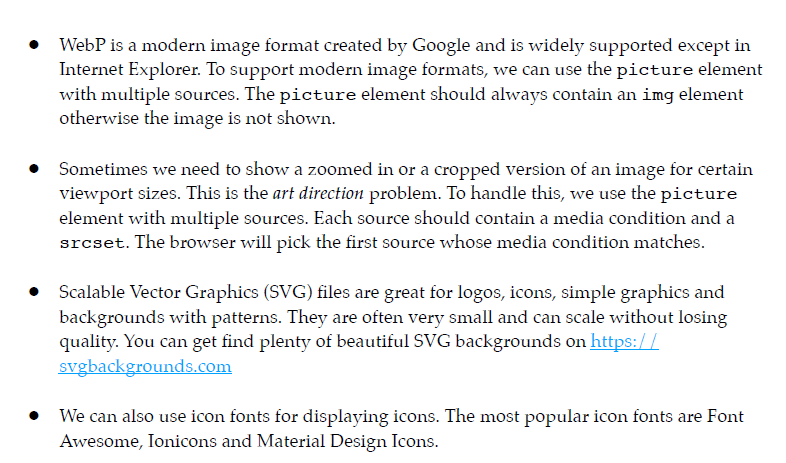 ● WebP is a modern image format created by Google and is widely supported except in
Internet Explorer. To support modern image formats, we can use the picture element
with multiple sources. The picture element should always contain an img element
otherwise the image is not shown.
● Sometimes we need to show a zoomed in or a cropped version of an image for certain
viewport sizes. This is the art direction problem. To handle this, we use the picture
element with multiple sources. Each source should contain a media condition and a
srcset. The browser will pick the first source whose media condition matches.
● Scalable Vector Graphics (SVG) files are great for logos, icons, simple graphics and
backgrounds with patterns. They are often very small and can scale without losing
quality. You can get find plenty of beautiful SVG backgrounds on https://
svgbackgrounds.com
● We can also use icon fonts for displaying icons. The most popular icon fonts are Font
Awesome, Ionicons and Material Design Icons.